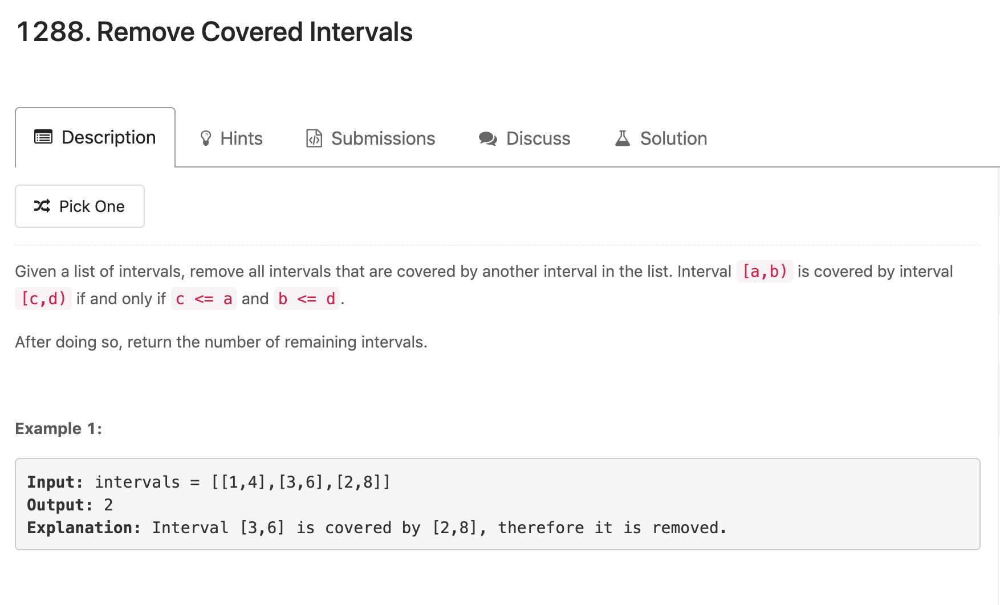 1288. Remove Covered Intervals
Description Hints Submissions Discuss Solution
Pick One
Given a list of intervals, remove all intervals that are covered by another interval in the list. Interval [a,b) is covered by interval
[c,d) if and only if c <= a and b <= d.
After doing so, return the number of remaining intervals.
Example 1:
Input: intervals = [[1,4],[3,6],[2,8]]
Output: 2
Explanation: Interval [3,6] is covered by [2,8], therefore it is removed.